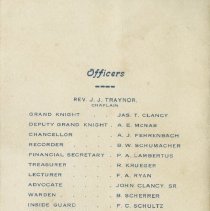 Officers
REV. J. J. TRAYNOR,
CHAPLAIN
GRAND KNIGHT . JAS. T. CLANCY
DEPUTY GRAND KNIGHT . A. E. McNAB
CHANCELLOR . . A. J. FEHRENBACH
RECORDER . . B. W. SCHUMACHER
FINANCIAL SECRETARY . P. A. LAMBERTUS
TREASURER . . R. KRUEGER
LECTURER . . P. A. RYAN
ADVOCATE . . JOHN CLANCY, SR.
WARDEN . . . B. SCHERRER
INSIDE GUARD . . F. C. SCHULTZ